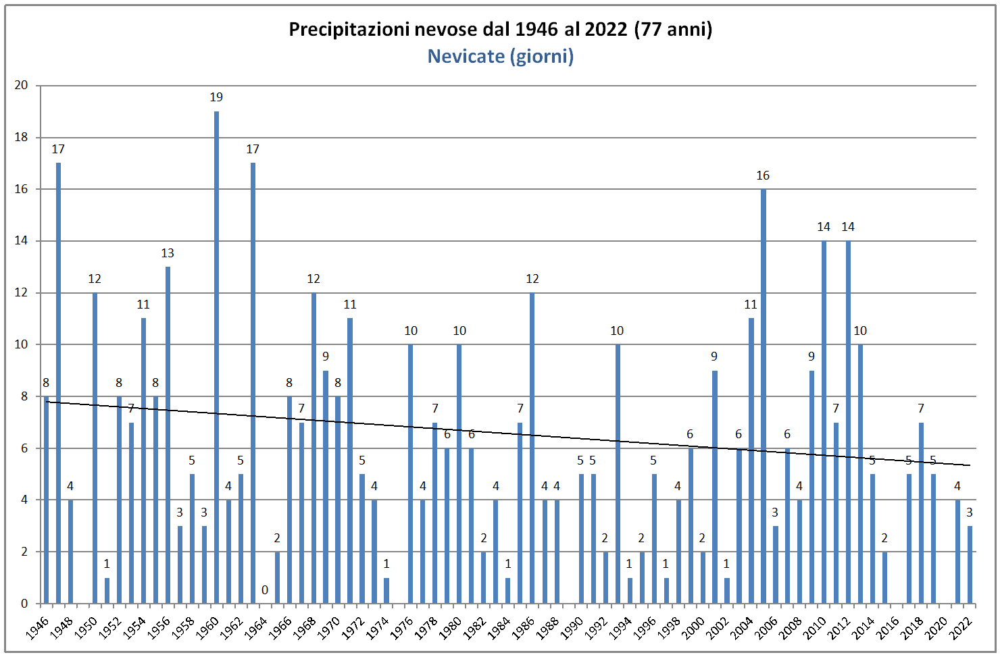 Precipitazioni nevose dal 1946 al 2022 (77 anni)
Nevicate (giorni)
20
18
16
14
12
10
8
6
4
2
0
8 17 4 12 1 8 7 11 8 13 3 5 3 19 4 5 17 0 2 8 7 12 9 8 11 5 4 1 10 4 7 6 10 6 2 4 1 7 12 4 4 5 5 2 10 1 2 5 1 4 6 2 9 1 6 11 16 3 6 4 9 14 7 14 10 5 2 5 7 5 4 3
1946 1948 1950 1952 1954 1956 1958 1960 1962 1964 1966 1968 1970 1972 1974 1976 1978 1980 1982 1984 1986 1988 1990 1992 1994 1996 1998 2000 2002 2004 2006 2008 2010 2012 2014 2016 2018 2020 2022